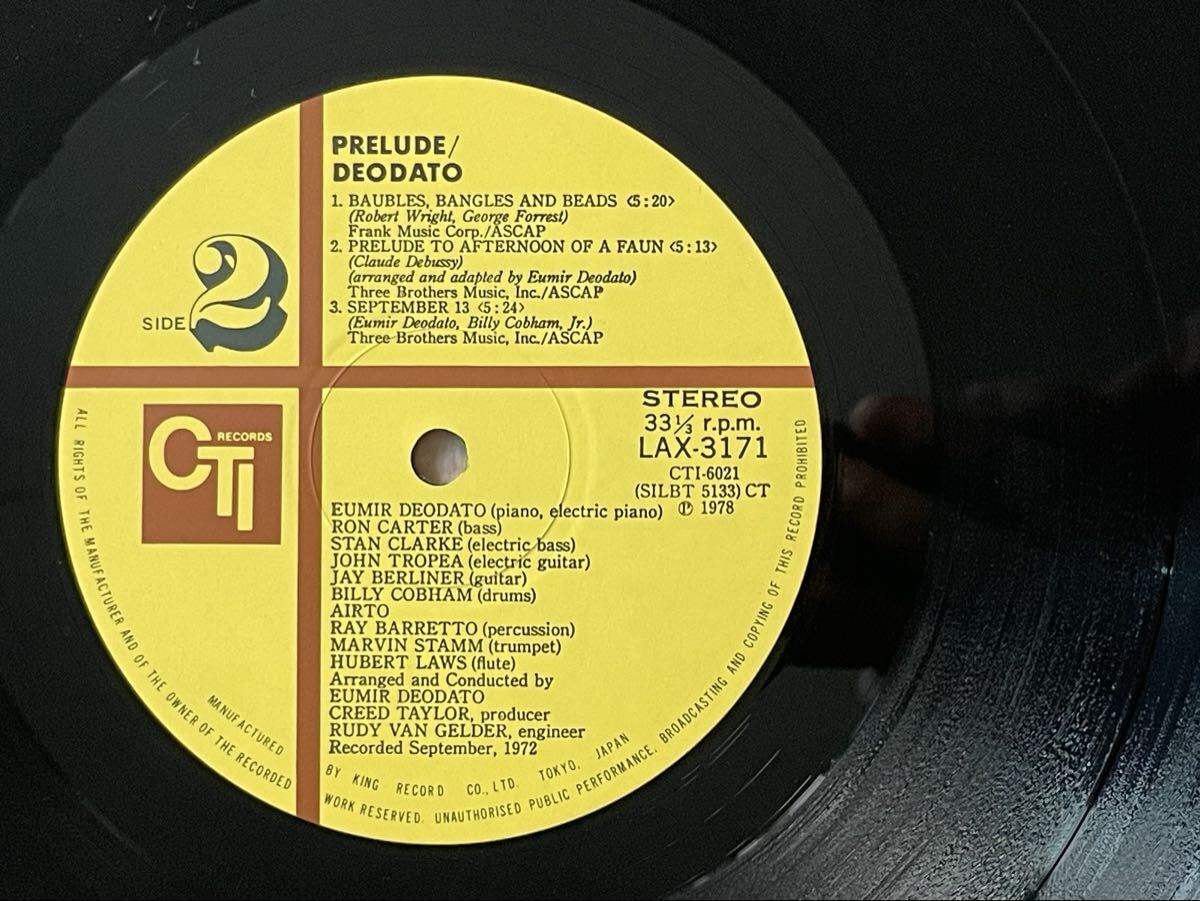 PRELUDE/
DEODATO
1. BAUBLES, BANGLES AND BEADS <5:20>
(Robert Wright, George Forrest)
Frank Music Corp./ASCAP
2. PRELUDE TO AFTERNOON OF A FAUN <5:13>
(Claude Debussy)
(arranged and adapted by Eumir Deodato)
Three Brothers Music, Inc./ASCAP
3. SEPTEMBER 13 <5:24>
(Eumir Deodato, Billy Cobham, Jr.)
Three Brothers Music, Inc./ASCAP
SIDE 2
CTI RECORDS
STEREO
33⅓ r.p.m.
LAX-3171
CTI-6021
(SILBT 5133) CT
Ⓟ 1978
EUMIR DEODATO (piano, electric piano)
RON CARTER (bass)
STAN CLARKE (electric bass)
JOHN TROPEA (electric guitar)
JAY BERLINER (guitar)
BILLY COBHAM (drums)
AIRTO
RAY BARRETTO (percussion)
MARVIN STAMM (trumpet)
HUBERT LAWS (flute)
Arranged and Conducted by
EUMIR DEODATO
CREED TAYLOR, producer
RUDY VAN GELDER, engineer
Recorded September, 1972
MANUFACTURED BY KING RECORD CO., LTD. TOKYO, JAPAN
ALL RIGHTS OF THE MANUFACTURER AND OF THE OWNER OF THE RECORDED WORK RESERVED. UNAUTHORISED PUBLIC PERFORMANCE, BROADCASTING AND COPYING OF THIS RECORD PROHIBITED